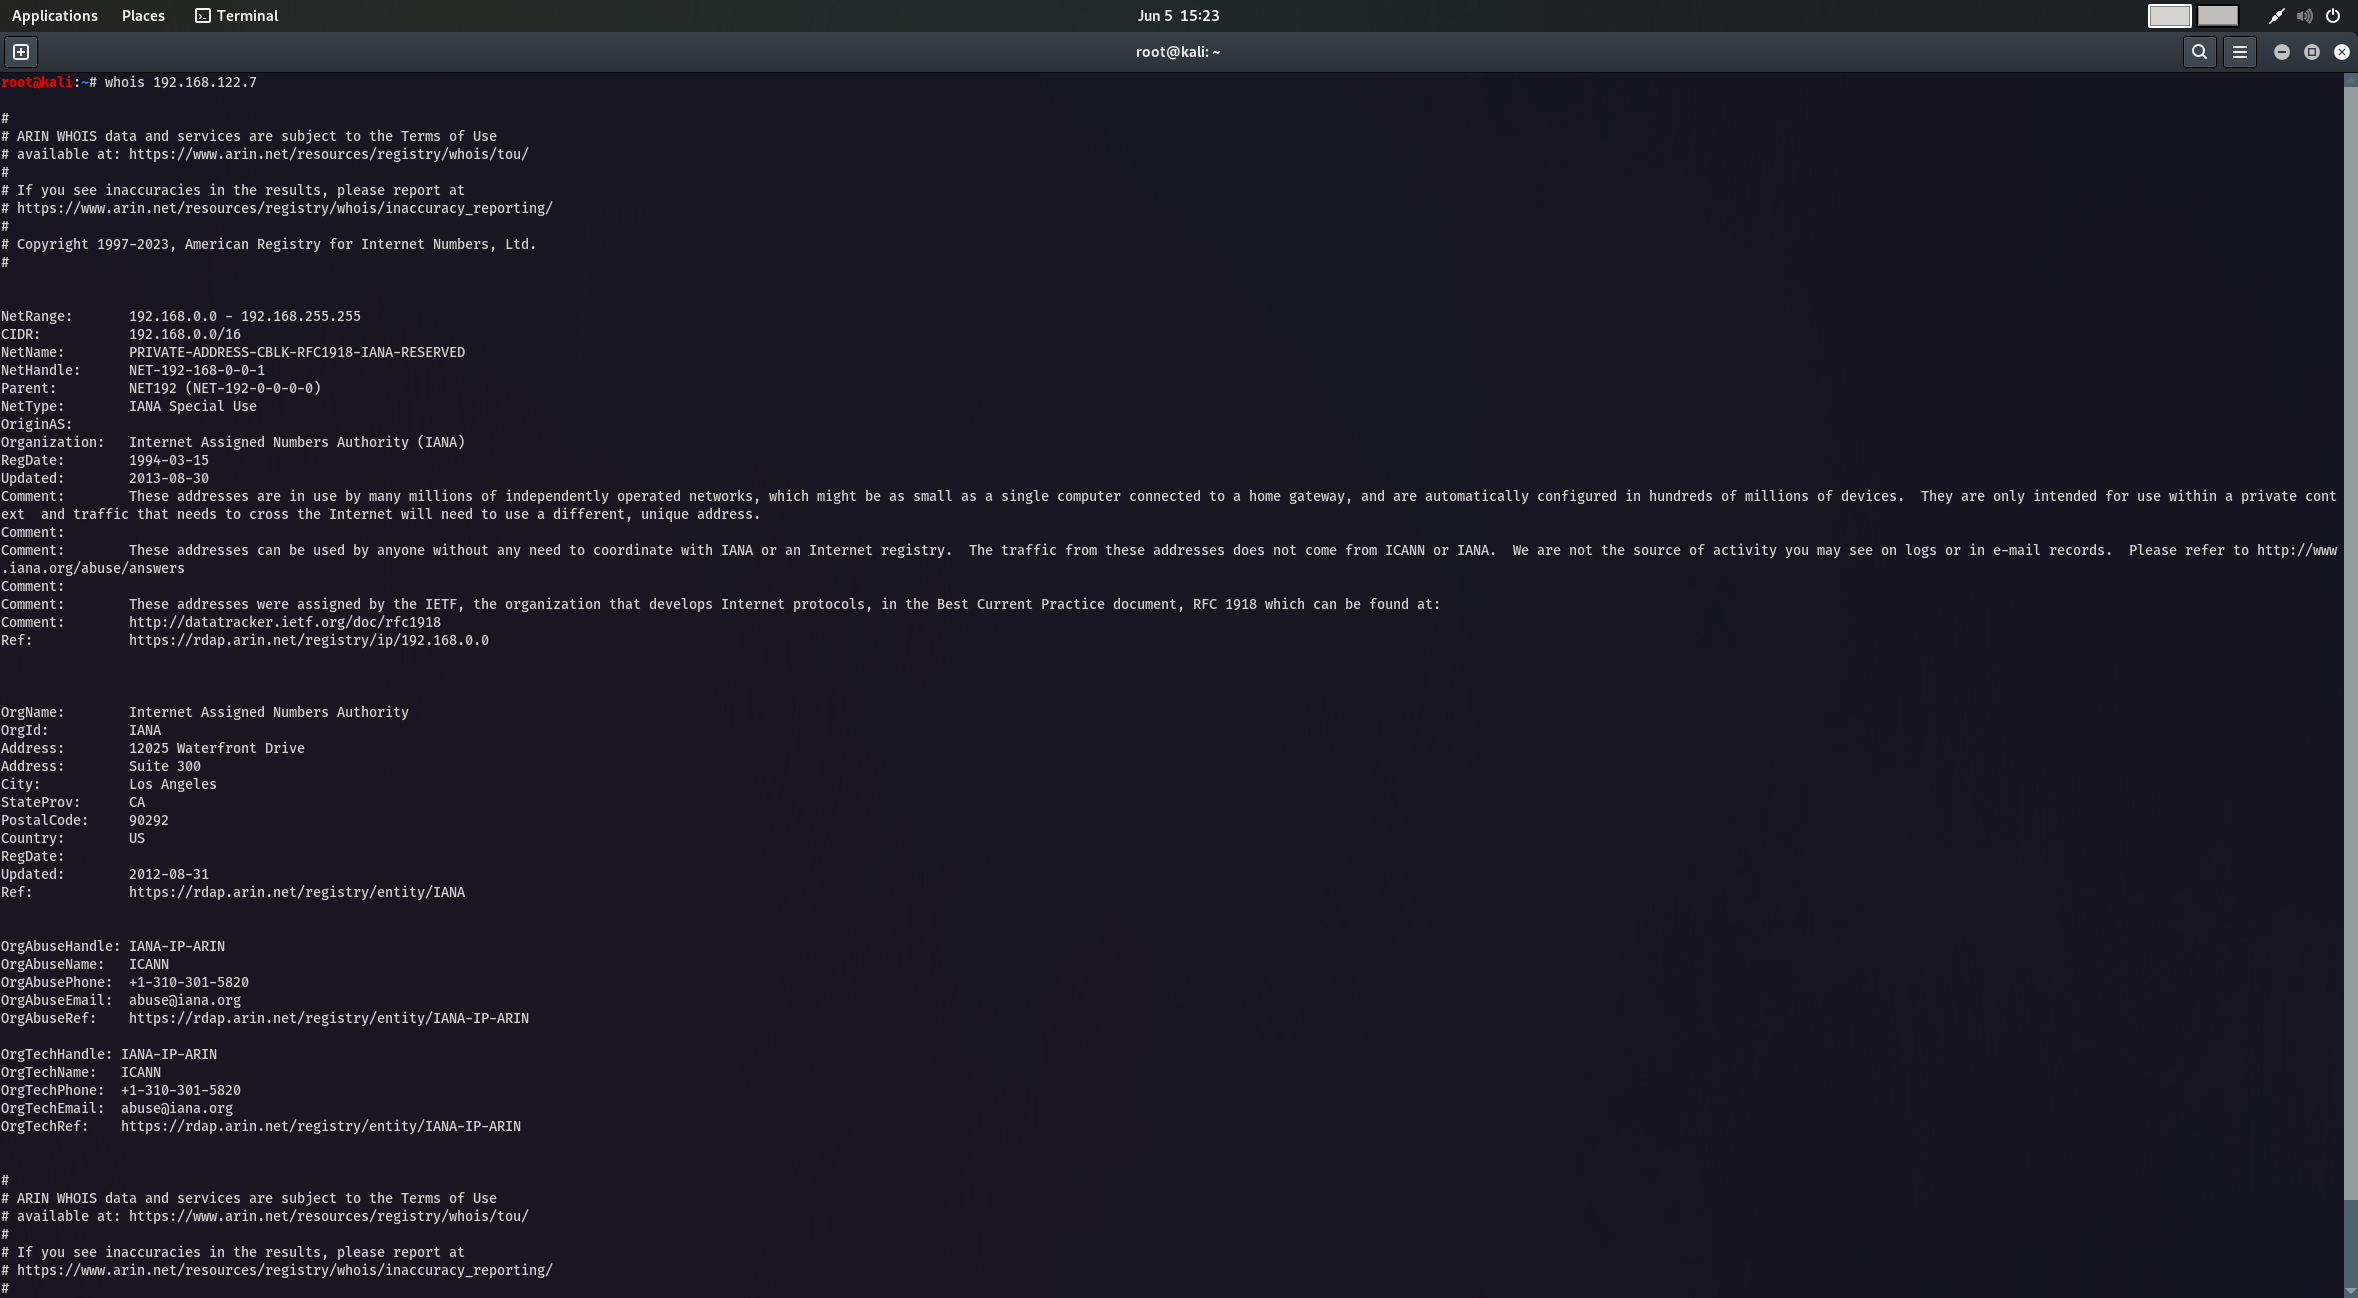 Applications Places Terminal Jun 5 15:23
root@kali: ~
root@kali:~# whois 192.168.122.7
#
# ARIN WHOIS data and services are subject to the Terms of Use
# available at: https://www.arin.net/resources/registry/whois/tou/
#
# If you see inaccuracies in the results, please report at
# https://www.arin.net/resources/registry/whois/inaccuracy_reporting/
#
# Copyright 1997-2023, American Registry for Internet Numbers, Ltd.
#
NetRange: 192.168.0.0 - 192.168.255.255
CIDR: 192.168.0.0/16
NetName: PRIVATE-ADDRESS-CBLK-RFC1918-IANA-RESERVED
NetHandle: NET-192-168-0-0-1
Parent: NET192 (NET-192-0-0-0-0)
NetType: IANA Special Use
OriginAS:
Organization: Internet Assigned Numbers Authority (IANA)
RegDate: 1994-03-15
Updated: 2013-08-30
Comment: These addresses are in use by many millions of independently operated networks, which might be as small as a single computer connected to a home gateway, and are automatically configured in hundreds of millions of devices.  They are only intended for use within a private cont
ext  and traffic that needs to cross the Internet will need to use a different, unique address.
Comment:
Comment: These addresses can be used by anyone without any need to coordinate with IANA or an Internet registry.  The traffic from these addresses does not come from ICANN or IANA.  We are not the source of activity you may see on logs or in e-mail records.  Please refer to http://www
.iana.org/abuse/answers
Comment:
Comment: These addresses were assigned by the IETF, the organization that develops Internet protocols, in the Best Current Practice document, RFC 1918 which can be found at:
Comment: http://datatracker.ietf.org/doc/rfc1918
Ref: https://rdap.arin.net/registry/ip/192.168.0.0
OrgName: Internet Assigned Numbers Authority
OrgId: IANA
Address: 12025 Waterfront Drive
Address: Suite 300
City: Los Angeles
StateProv: CA
PostalCode: 90292
Country: US
RegDate:
Updated: 2012-08-31
Ref: https://rdap.arin.net/registry/entity/IANA
OrgAbuseHandle: IANA-IP-ARIN
OrgAbuseName: ICANN
OrgAbusePhone: +1-310-301-5820
OrgAbuseEmail: abuse@iana.org
OrgAbuseRef: https://rdap.arin.net/registry/entity/IANA-IP-ARIN
OrgTechHandle: IANA-IP-ARIN
OrgTechName: ICANN
OrgTechPhone: +1-310-301-5820
OrgTechEmail: abuse@iana.org
OrgTechRef: https://rdap.arin.net/registry/entity/IANA-IP-ARIN
#
# ARIN WHOIS data and services are subject to the Terms of Use
# available at: https://www.arin.net/resources/registry/whois/tou/
#
# If you see inaccuracies in the results, please report at
# https://www.arin.net/resources/registry/whois/inaccuracy_reporting/
#